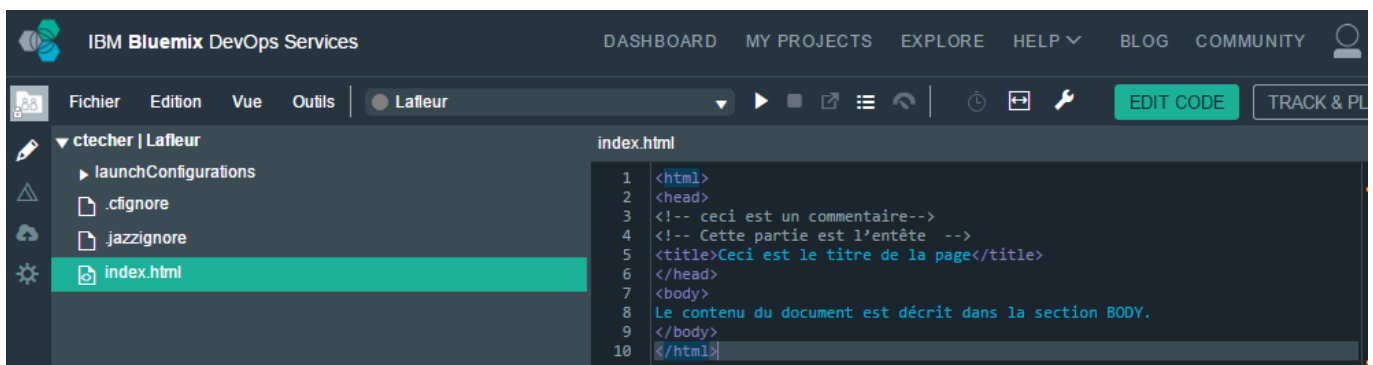 IBM Bluemix DevOps Services DASHBOARD MY PROJECTS EXPLORE HELP BLOG COMMUNITY
88 Fichier Edition Vue Outils Lafleur EDIT CODE TRACK & PL
ctecher | Lafleur
launchConfigurations
.cfignore
.jazzignore
index.html
index.html
1 <html>
2 <head>
3 <!-- ceci est un commentaire-->
4 <!-- Cette partie est l’entête  -->
5 <title>Ceci est le titre de la page</title>
6 </head>
7 <body>
8 Le contenu du document est décrit dans la section BODY.
9 </body>
10 </html>